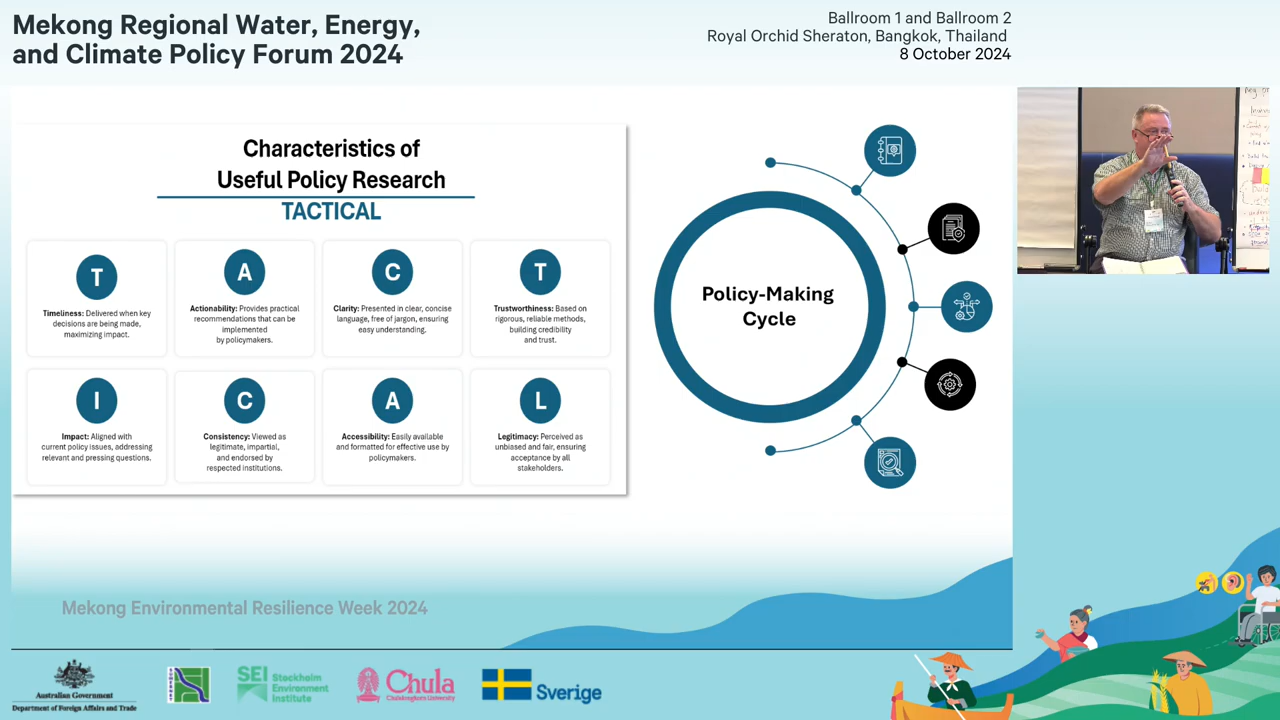 Mekong Regional Water, Energy,
and Climate Policy Forum 2024
Ballroom 1 and Ballroom 2
Royal Orchid Sheraton, Bangkok, Thailand
8 October 2024
Characteristics of
Useful Policy Research
TACTICAL
T
Timeliness: Delivered when key
decisions are being made,
maximizing impact.
A
Actionability: Provides practical
recommendations that can be
implemented
by policymakers.
C
Clarity: Presented in clear, concise
language, free of jargon, ensuring
easy understanding.
T
Trustworthiness: Based on
rigorous, reliable methods,
building credibility
and trust.
I
Impact: Aligned with
current policy issues, addressing
relevant and pressing questions.
C
Consistency: Viewed as
legitimate, impartial,
and endorsed by
respected institutions.
A
Accessibility: Easily available
and formatted for effective use by
policymakers.
L
Legitimacy: Perceived as
unbiased and fair, ensuring
acceptance by all
stakeholders.
Policy-Making
Cycle
Mekong Environmental Resilience Week 2024
Australian Government
Department of Foreign Affairs and Trade
SEI Stockholm
Environment
Institute
Chula
Chulalongkorn University
Sverige